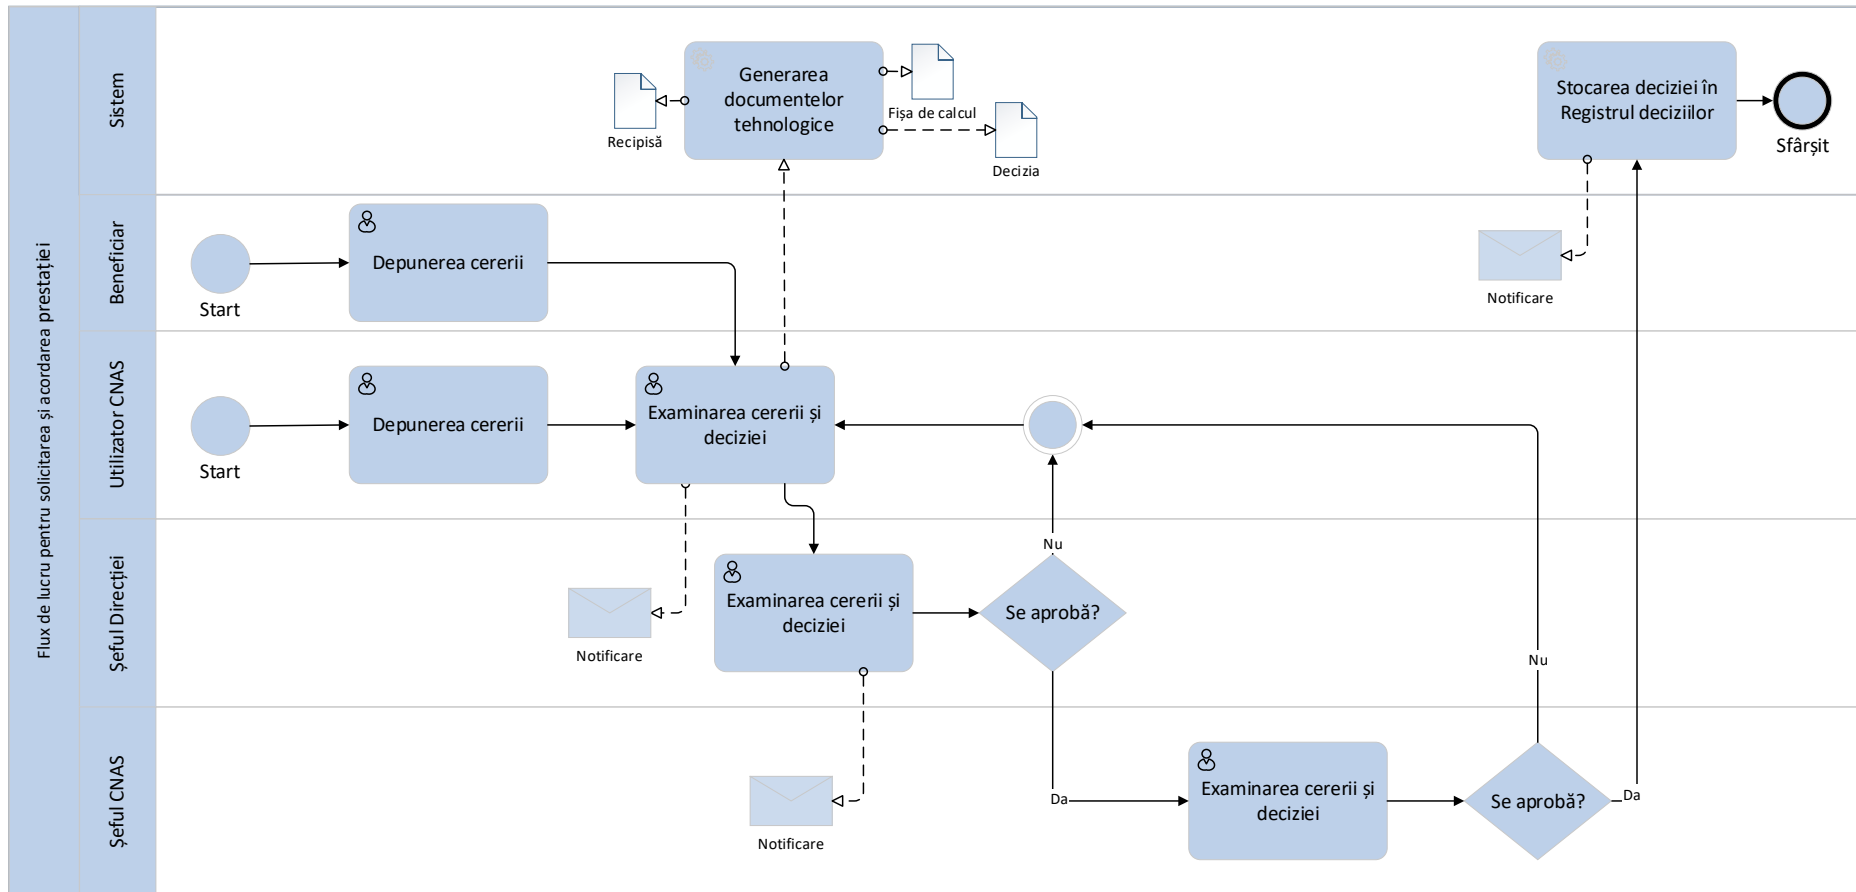 Flux de lucru pentru solicitarea și acordarea prestației
Sistem
Recipisă
Generarea
documentelor
tehnologice
Fișa de calcul
Decizia
Stocarea deciziei în
Registrul deciziilor
Sfârșit
Beneficiar
Start
Depunerea cererii
Notificare
Utilizator CNAS
Start
Depunerea cererii
Examinarea cererii și
deciziei
Șeful Direcției
Notificare
Examinarea cererii și
deciziei
Nu
Se aprobă?
Nu
Șeful CNAS
Notificare
Da
Examinarea cererii și
deciziei
Se aprobă?
Da